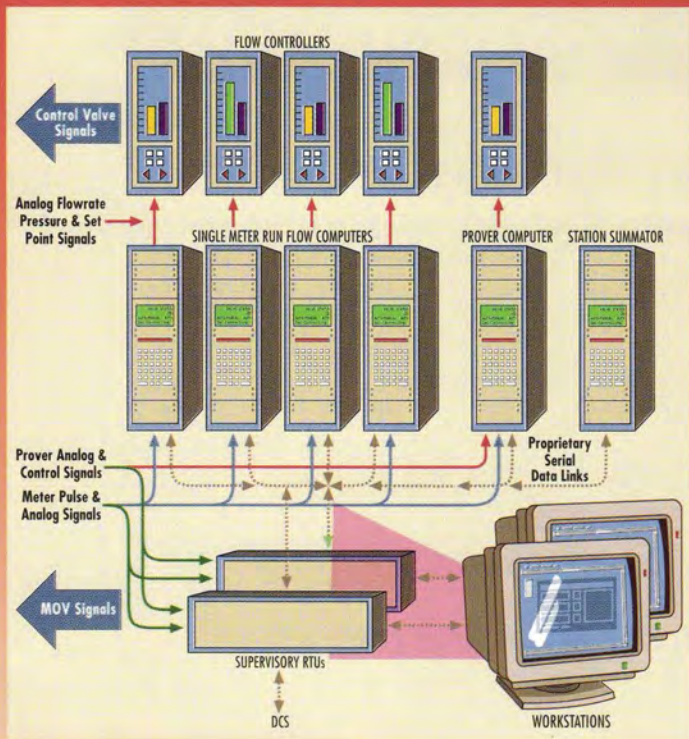 FLOW CONTROLLERS
Control Valve
Signals
Analog Flowrate
Pressure & Set
Point Signals
SINGLE METER RUN FLOW COMPUTERS
PROVER COMPUTER
STATION SUMMATOR
Prover Analog &
Control Signals
Proprietary
Serial
Data Links
Meter Pulse &
Analog Signals
MOV Signals
SUPERVISORY RTUs
DCS
WORKSTATIONS